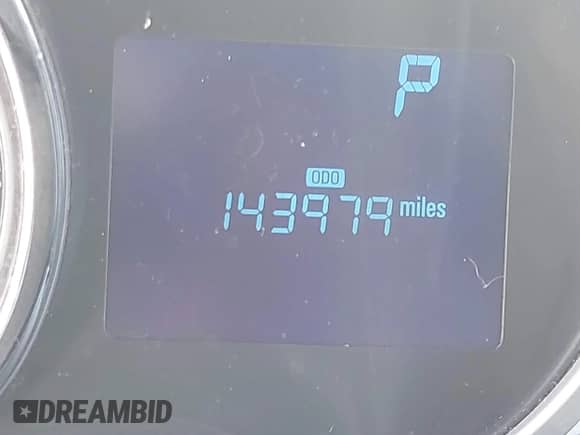 P
ODO
143979 miles
DREAMBID